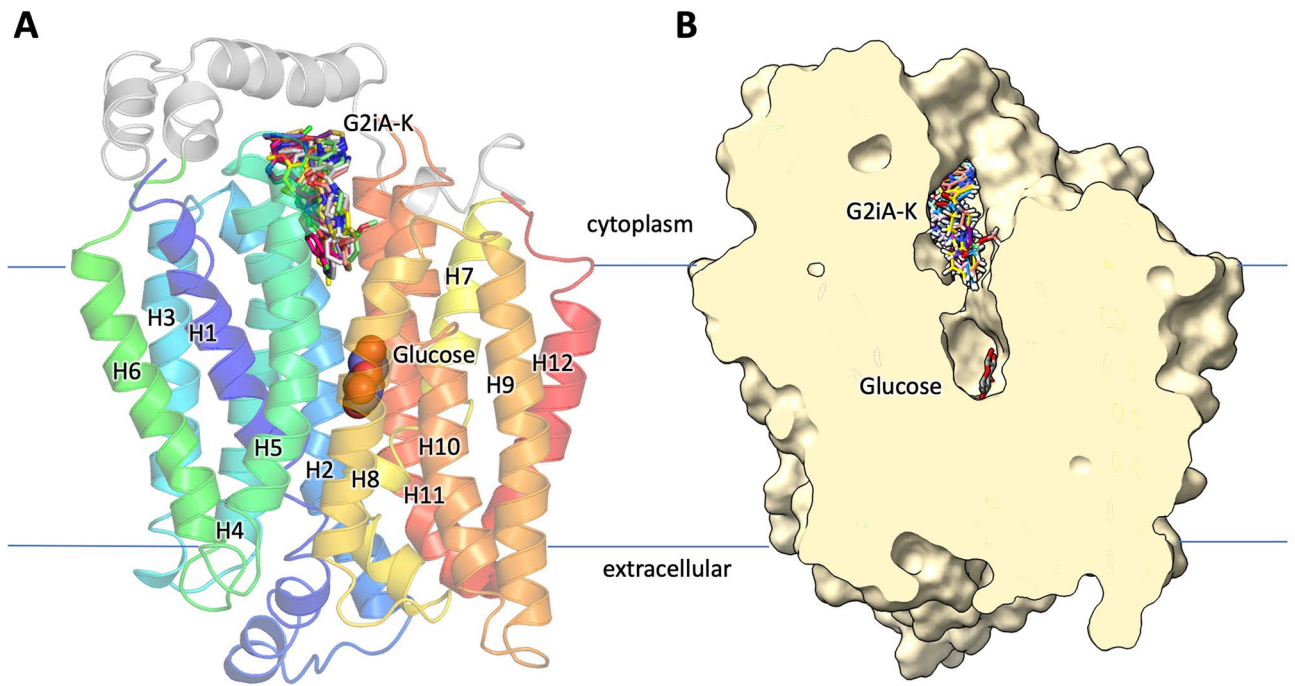 A
B
G2iA-K
cytoplasm
G2iA-K
H7
H3
H1
Glucose
H12
H6
H9
Glucose
H5
H10
H2
H8
H11
H4
extracellular